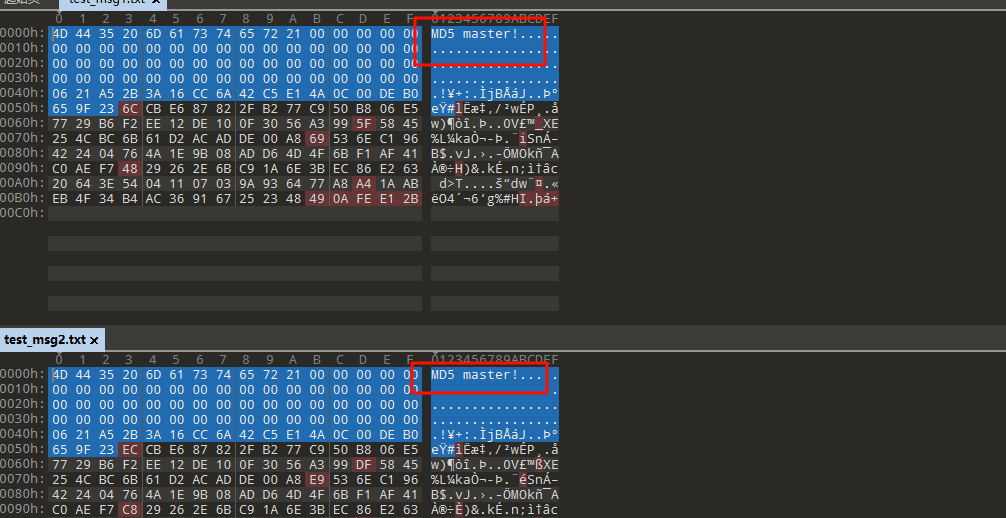 test_msg1.txt ×
0 1 2 3 4 5 6 7 8 9 A B C D E F 0123456789ABCDEF
0000h: 4D 44 35 20 6D 61 73 74 65 72 21 00 00 00 00 00 MD5 master!.....
0010h: 00 00 00 00 00 00 00 00 00 00 00 00 00 00 00 00 ................
0020h: 00 00 00 00 00 00 00 00 00 00 00 00 00 00 00 00 ................
0030h: 00 00 00 00 00 00 00 00 00 00 00 00 00 00 00 00 ................
0040h: 06 21 A5 2B 3A 16 CC 6A 42 C5 E1 4A 0C 00 DE B0 .!¥+:.ÌjBÅáJ..Þ°
0050h: 65 9F 23 6C CB E6 87 82 2F B2 77 C9 50 B8 06 E5 eŸ#lËæ‡‚/²wÉP¸.å
0060h: 77 29 B6 F2 EE 12 DE 10 0F 30 56 A3 99 5F 58 45 w)¶òî.Þ..0V£™_XE
0070h: 25 4C BC 6B 61 D2 AC AD DE 00 A8 69 53 6E C1 96 %L¼kaÒ¬-Þ.¨iSnÁ–
0080h: 42 24 04 76 4A 1E 9B 08 AD D6 4D 4F 6B F1 AF 41 B$.vJ.›.-ÖMOkñ¯A
0090h: C0 AE F7 48 29 26 2E 6B C9 1A 6E 3B EC 86 E2 63 À®÷H)&.kÉ.n;ì†âc
00A0h: 20 64 3E 54 04 11 07 03 9A 93 64 77 A8 A4 1A AB d>T....š“dw¨¤.«
00B0h: EB 4F 34 B4 AC 36 91 67 25 23 48 49 0A FE E1 2B ëO4´¬6‘g%#HI.þá+
00C0h:
test_msg2.txt ×
0 1 2 3 4 5 6 7 8 9 A B C D E F 0123456789ABCDEF
0000h: 4D 44 35 20 6D 61 73 74 65 72 21 00 00 00 00 00 MD5 master!.....
0010h: 00 00 00 00 00 00 00 00 00 00 00 00 00 00 00 00 ................
0020h: 00 00 00 00 00 00 00 00 00 00 00 00 00 00 00 00 ................
0030h: 00 00 00 00 00 00 00 00 00 00 00 00 00 00 00 00 ................
0040h: 06 21 A5 2B 3A 16 CC 6A 42 C5 E1 4A 0C 00 DE B0 .!¥+:.ÌjBÅáJ..Þ°
0050h: 65 9F 23 EC CB E6 87 82 2F B2 77 C9 50 B8 06 E5 eŸ#ìËæ‡‚/²wÉP¸.å
0060h: 77 29 B6 F2 EE 12 DE 10 0F 30 56 A3 99 DF 58 45 w)¶òî.Þ..0V£™ßXE
0070h: 25 4C BC 6B 61 D2 AC AD DE 00 A8 E9 53 6E C1 96 %L¼kaÒ¬-Þ.¨éSnÁ–
0080h: 42 24 04 76 4A 1E 9B 08 AD D6 4D 4F 6B F1 AF 41 B$.vJ.›.-ÖMOkñ¯A
0090h: C0 AE F7 C8 29 26 2E 6B C9 1A 6E 3B EC 86 E2 63 À®÷È)&.kÉ.n;ì†âc